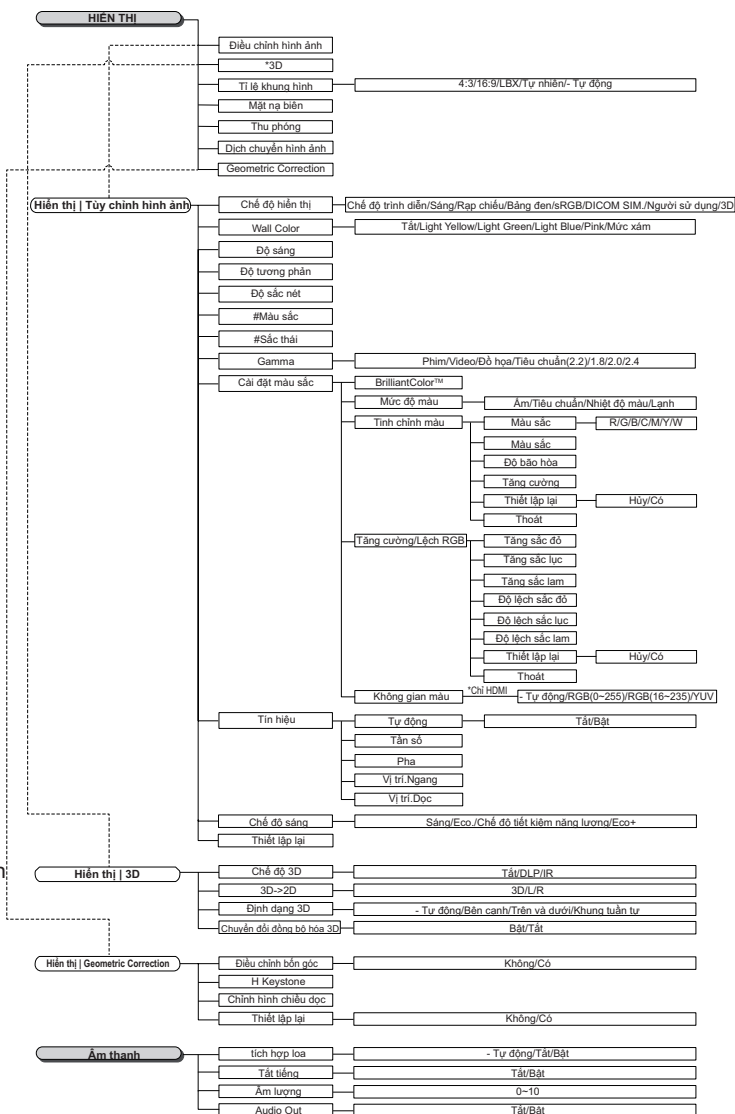 HIỂN THỊ
Điều chỉnh hình ảnh
*3D
Tỉ lệ khung hình 4:3/16:9/LBX/Tự nhiên/- Tự động
Mặt nạ biên
Thu phóng
Dịch chuyển hình ảnh
Geometric Correction
Hiển thị | Tùy chỉnh hình ảnh Chế độ hiển thị Chế độ trình diễn/Sáng/Rạp chiếu/Bảng đen/sRGB/DICOM SIM./Người sử dụng/3D
Wall Color Tắt/Light Yellow/Light Green/Light Blue/Pink/Mức xám
Độ sáng
Độ tương phản
Độ sắc nét
#Màu sắc
#Sắc thái
Gamma Phim/Video/Đồ họa/Tiêu chuẩn(2.2)/1.8/2.0/2.4
Cài đặt màu sắc BrilliantColor™
Mức độ màu Ấm/Tiêu chuẩn/Nhiệt độ màu/Lạnh
Tinh chỉnh màu Màu sắc R/G/B/C/M/Y/W
Màu sắc
Độ bão hòa
Tăng cường
Thiết lập lại Hủy/Có
Thoát
Tăng cường/Lệch RGB Tăng sắc đỏ
Tăng sắc lục
Tăng sắc lam
Độ lệch sắc đỏ
Độ lệch sắc lục
Độ lệch sắc lam
Thiết lập lại Hủy/Có
Thoát
Không gian màu *Chỉ HDMI - Tự động/RGB(0~255)/RGB(16~235)/YUV
Tín hiệu Tự động Tắt/Bật
Tần số
Pha
Vị trí.Ngang
Vị trí.Dọc
Chế độ sáng Sáng/Eco./Chế độ tiết kiệm năng lượng/Eco+
Thiết lập lại
n
Hiển thị | 3D Chế độ 3D Tắt/DLP/IR
3D->2D 3D/L/R
Định dạng 3D - Tự động/Bên cạnh/Trên và dưới/Khung tuần tự
Chuyển đổi đồng bộ hóa 3D Bật/Tắt
Hiển thị | Geometric Correction Điều chỉnh bốn góc Không/Có
H Keystone
Chỉnh hình chiếu dọc
Thiết lập lại Không/Có
Âm thanh tích hợp loa - Tự động/Tắt/Bật
Tắt tiếng Tắt/Bật
Âm lượng 0~10
Audio Out Tắt/Bật